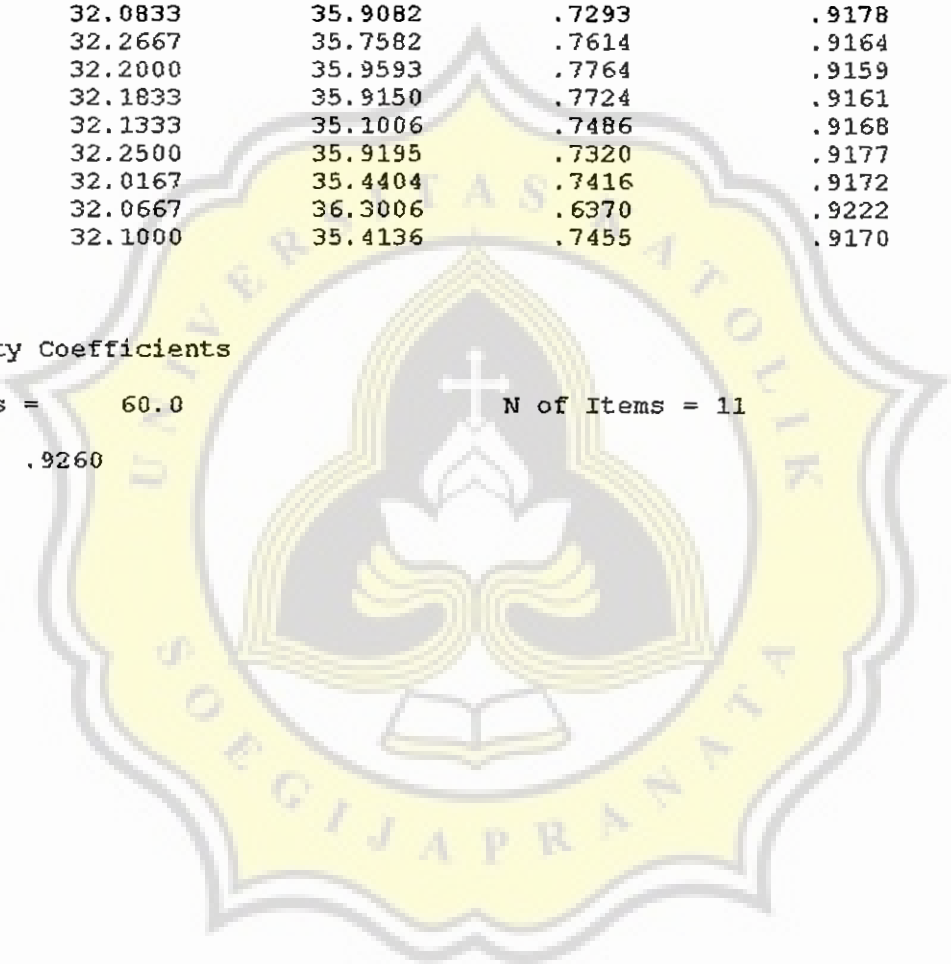 32.0833 35.9082 .7293 .9178
32.2667 35.7582 .7614 .9164
32.2000 35.9593 .7764 .9159
32.1833 35.9150 .7724 .9161
32.1333 35.1006 .7486 .9168
32.2500 35.9195 .7320 .9177
32.0167 35.4404 .7416 .9172
32.0667 36.3006 .6370 .9222
32.1000 35.4136 .7455 .9170
ty Coefficients
s = 60.0 N of Items = 11
.9260
UNIVERSITAS KATOLIK
SOEGIJAPRANATA